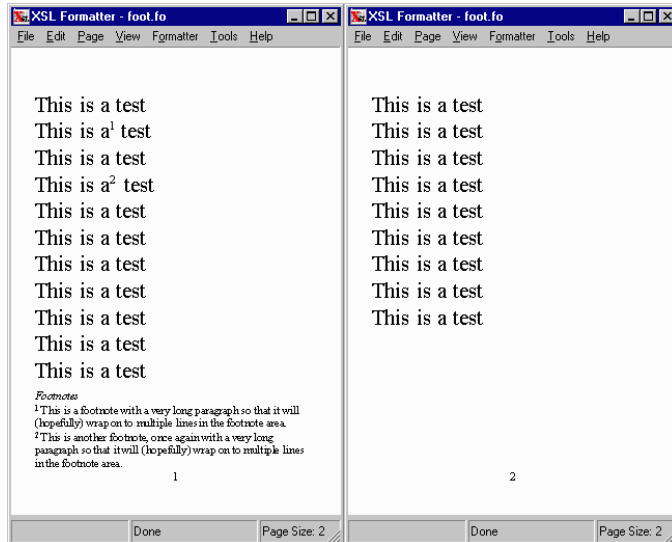 XSL Formatter - foot.fo
File Edit Page View Formatter Tools Help
This is a test
This is a1 test
This is a test
This is a2 test
This is a test
This is a test
This is a test
This is a test
This is a test
This is a test
This is a test
Footnotes
1 This is a footnote with a very long paragraph so that it will
(hopefully) wrap on to multiple lines in the footnote area.
2 This is another footnote, once again with a very long
paragraph so that it will (hopefully) wrap on to multiple lines
in the footnote area.
1
Done
Page Size: 2
XSL Formatter - foot.fo
File Edit Page View Formatter Tools Help
This is a test
This is a test
This is a test
This is a test
This is a test
This is a test
This is a test
This is a test
This is a test
2
Done
Page Size: 2